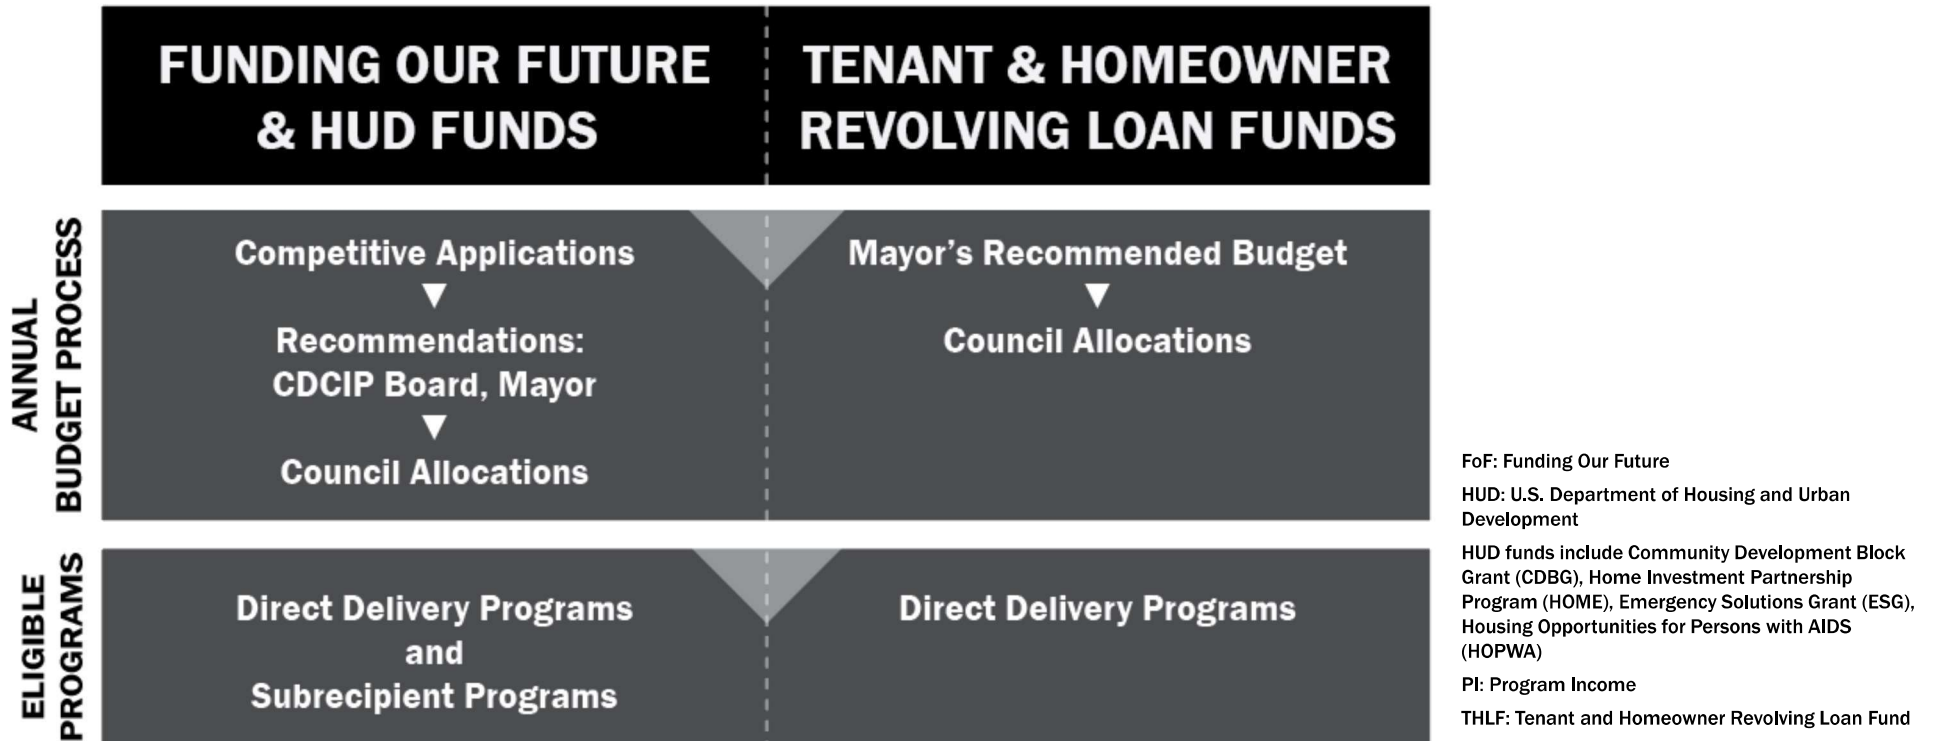 FUNDING OUR FUTURE
& HUD FUNDS
TENANT & HOMEOWNER
REVOLVING LOAN FUNDS
ANNUAL
BUDGET PROCESS
Competitive Applications
Recommendations:
CDCIP Board, Mayor
Council Allocations
Mayor’s Recommended Budget
Council Allocations
ELIGIBLE
PROGRAMS
Direct Delivery Programs
and
Subrecipient Programs
Direct Delivery Programs
FoF: Funding Our Future
HUD: U.S. Department of Housing and Urban
Development
HUD funds include Community Development Block
Grant (CDBG), Home Investment Partnership
Program (HOME), Emergency Solutions Grant (ESG),
Housing Opportunities for Persons with AIDS
(HOPWA)
PI: Program Income
THLF: Tenant and Homeowner Revolving Loan Fund